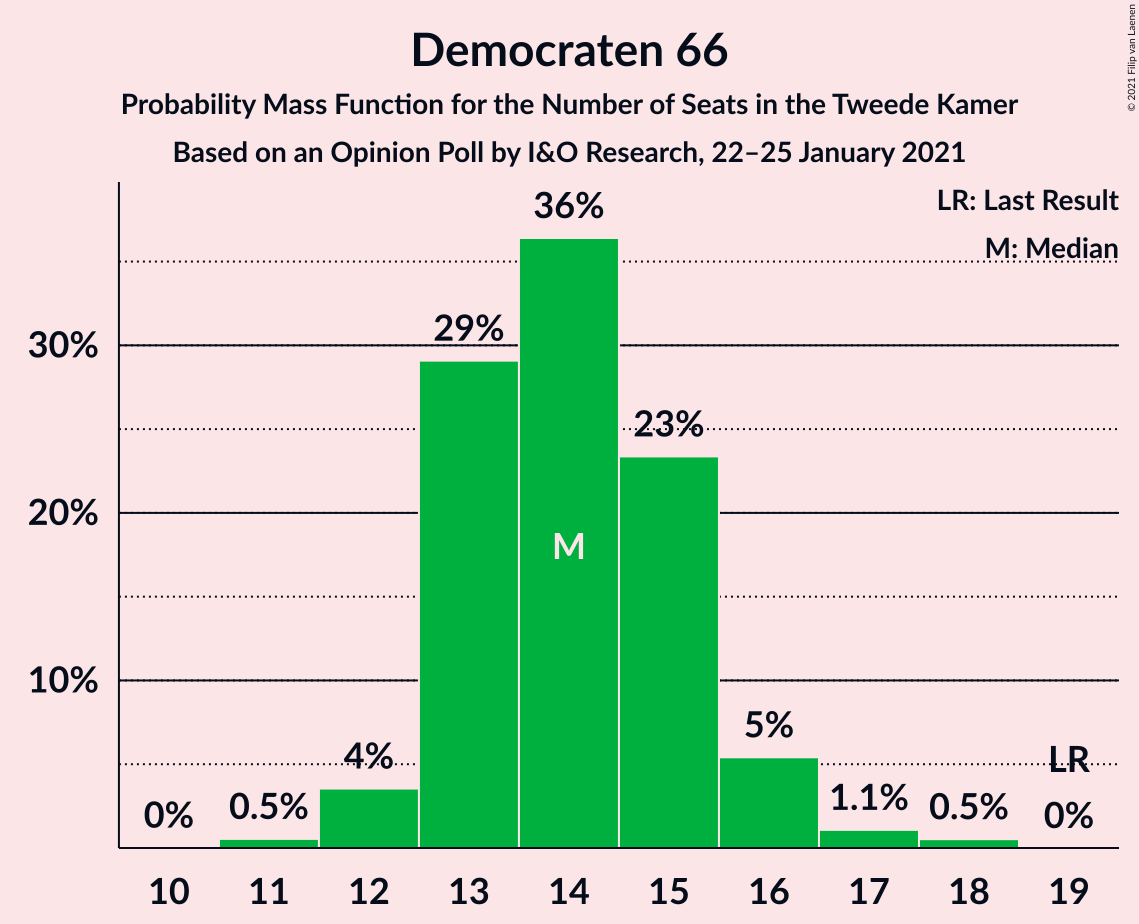 Democraten 66
Probability Mass Function for the Number of Seats in the Tweede Kamer
Based on an Opinion Poll by I&O Research, 22–25 January 2021
© 2021 Filip van Laenen
LR: Last Result
M: Median
36%
29%
30%
23%
20%
M
10%
5%
4%
LR
1.1%
0.5%
0.5%
0%
0%
10 11 12 13 14 15 16 17 18 19